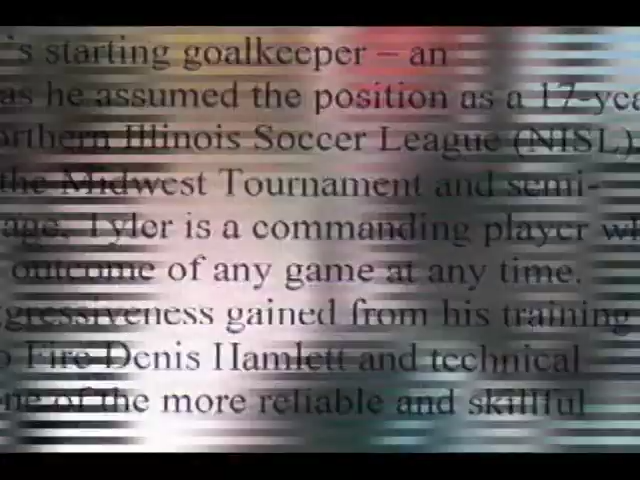 's starting goalkeeper – an
as he assumed the position as a 17-yea
orthern Illinois Soccer League (NISL).
the Midwest Tournament and semi-
age. Tyler is a commanding player wh
outcome of any game at any time.
gressiveness gained from his training
o Fire Denis Hamlett and technical
ne of the more reliable and skillful